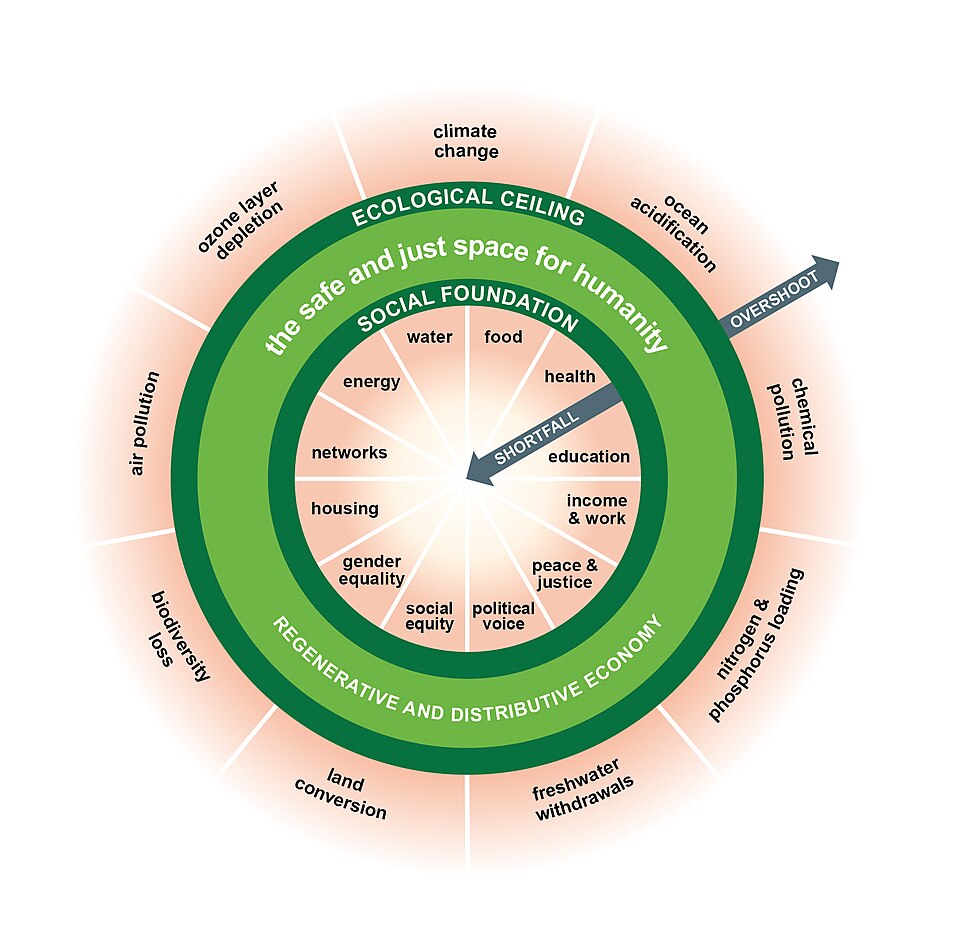 climate
change
ocean
acidification
chemical
pollution
nitrogen &
phosphorus loading
freshwater
withdrawals
land
conversion
biodiversity
loss
air pollution
ozone layer
depletion
OVERSHOOT
ECOLOGICAL CEILING
the safe and just space for humanity
SOCIAL FOUNDATION
water
food
health
SHORTFALL
education
income
& work
peace &
justice
political
voice
social
equity
gender
equality
housing
networks
energy
REGENERATIVE AND DISTRIBUTIVE ECONOMY